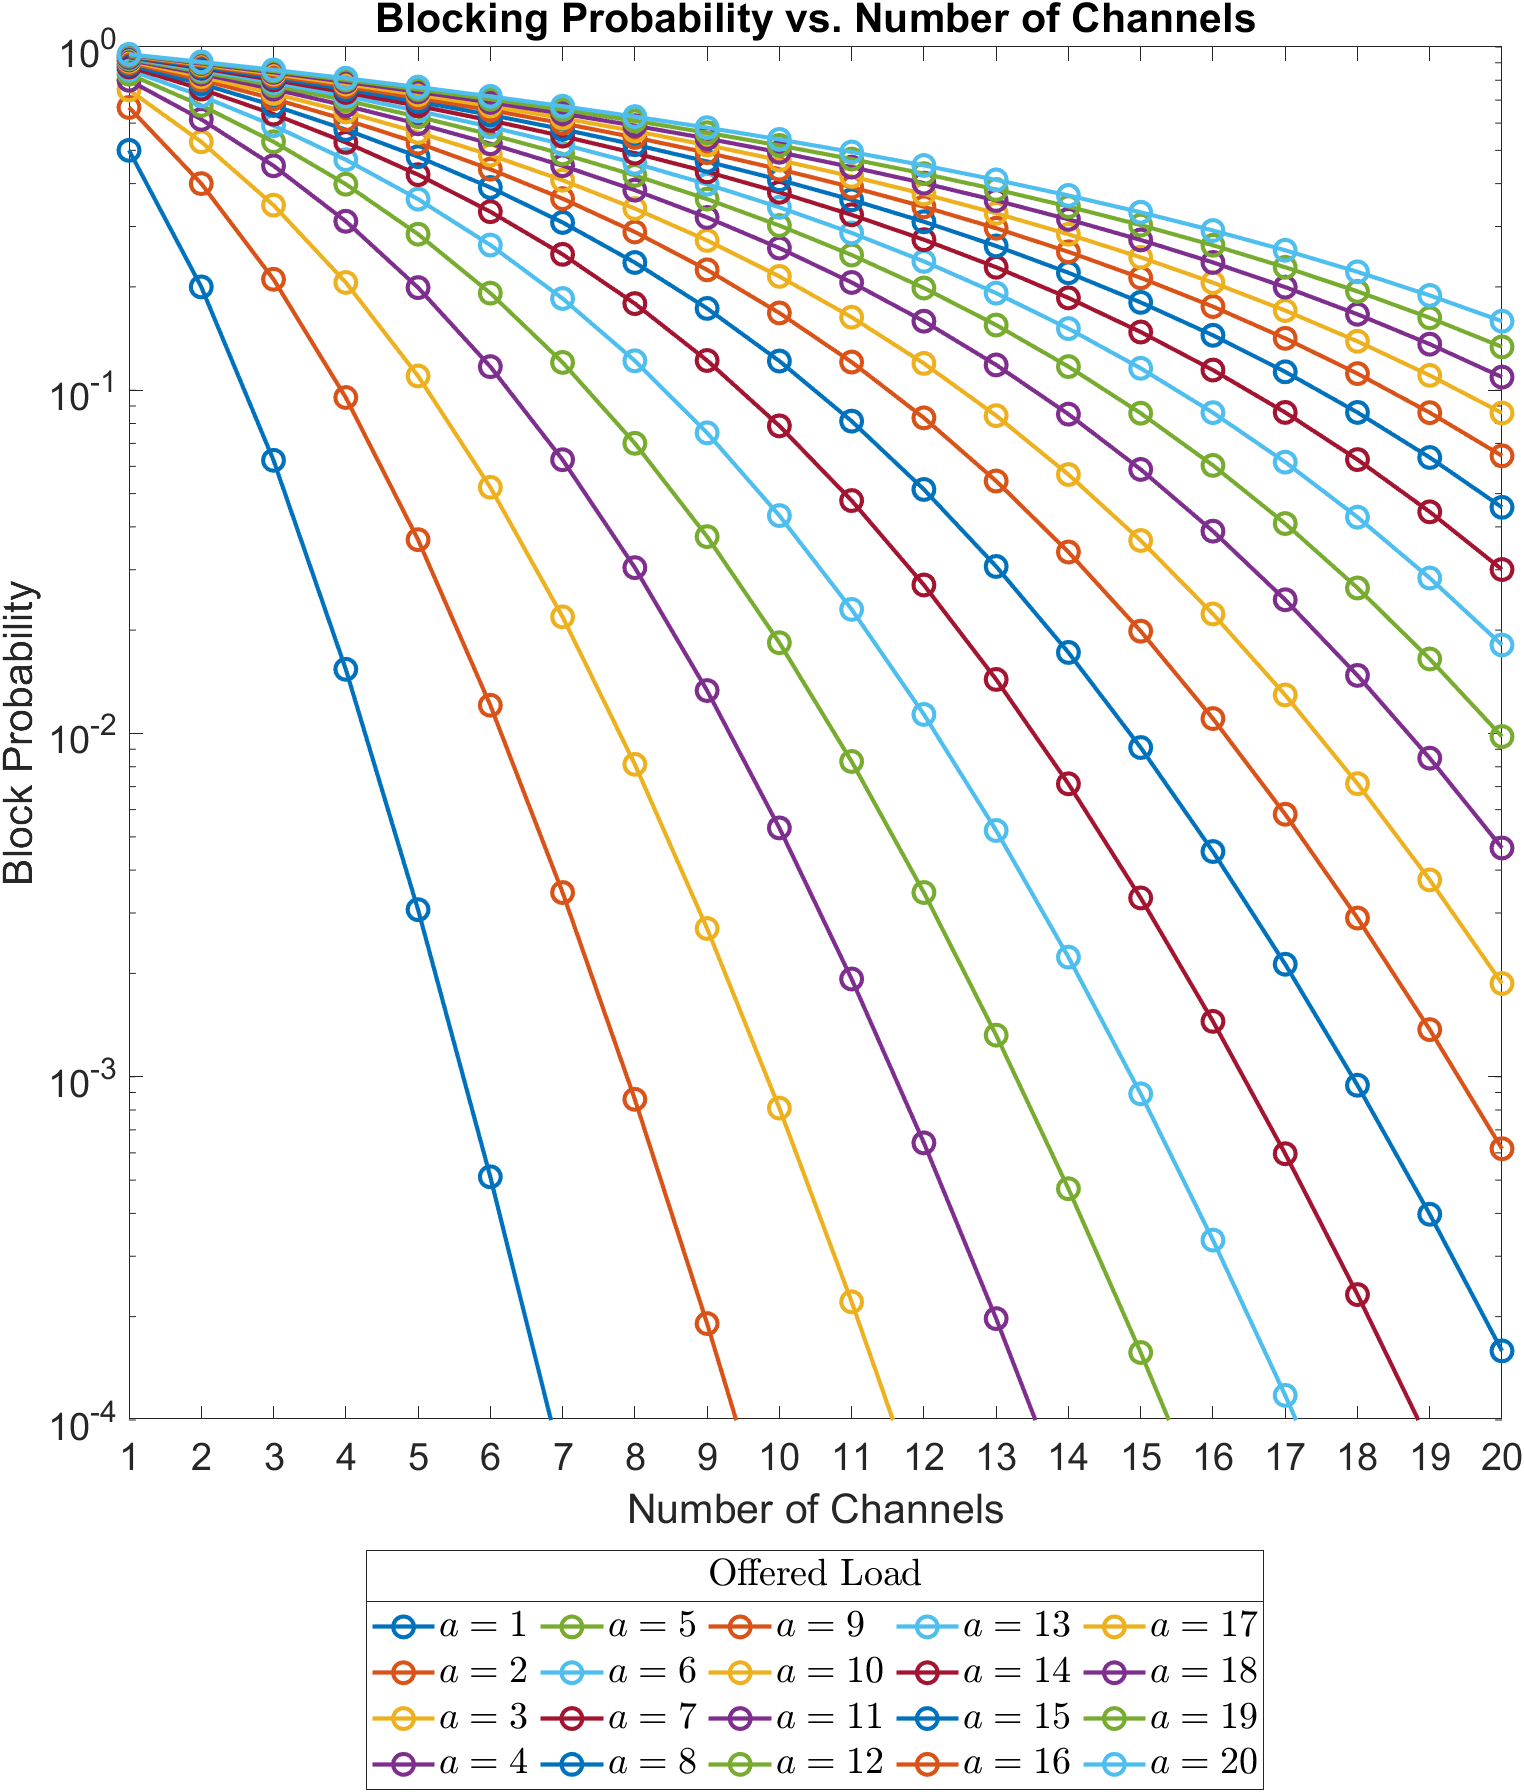 Blocking Probability vs. Number of Channels
10^0
10^-1
10^-2
10^-3
10^-4
Block Probability
1 2 3 4 5 6 7 8 9 10 11 12 13 14 15 16 17 18 19 20
Number of Channels
Offered Load
a = 1 a = 5 a = 9 a = 13 a = 17
a = 2 a = 6 a = 10 a = 14 a = 18
a = 3 a = 7 a = 11 a = 15 a = 19
a = 4 a = 8 a = 12 a = 16 a = 20